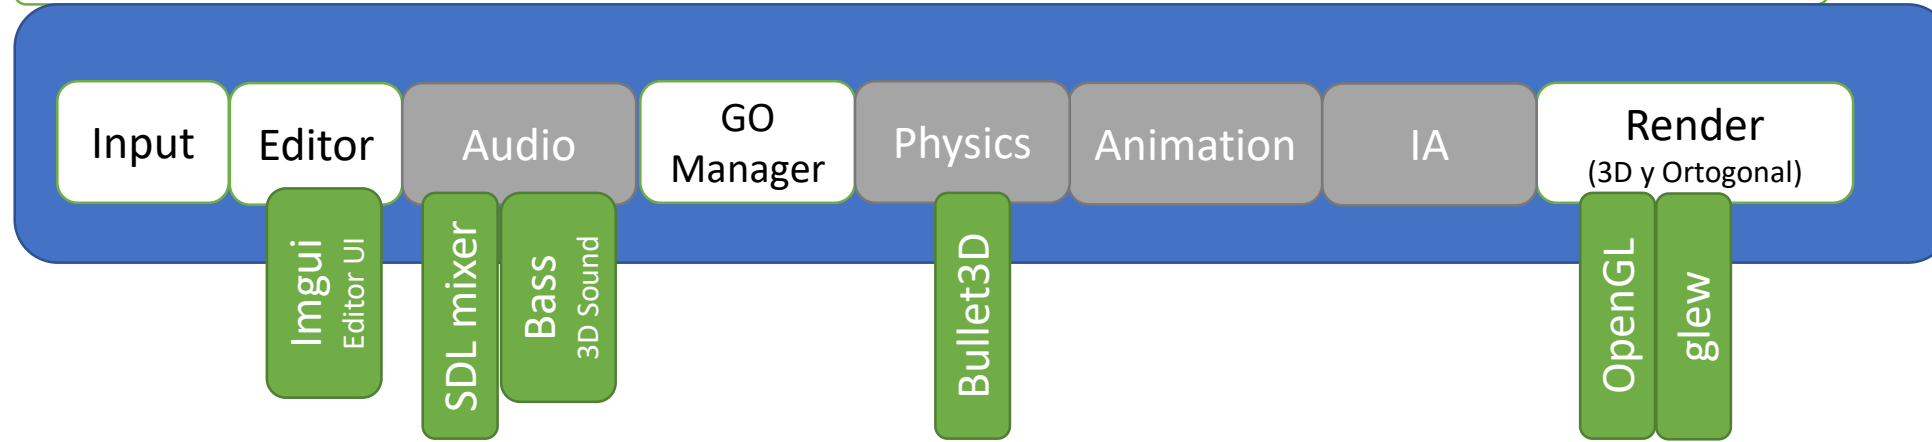 Input
Editor
Audio
GO
Manager
Physics
Animation
IA
Render
(3D y Ortogonal)
Imgui
Editor UI
SDL mixer
Bass
3D Sound
Bullet3D
OpenGL
glew